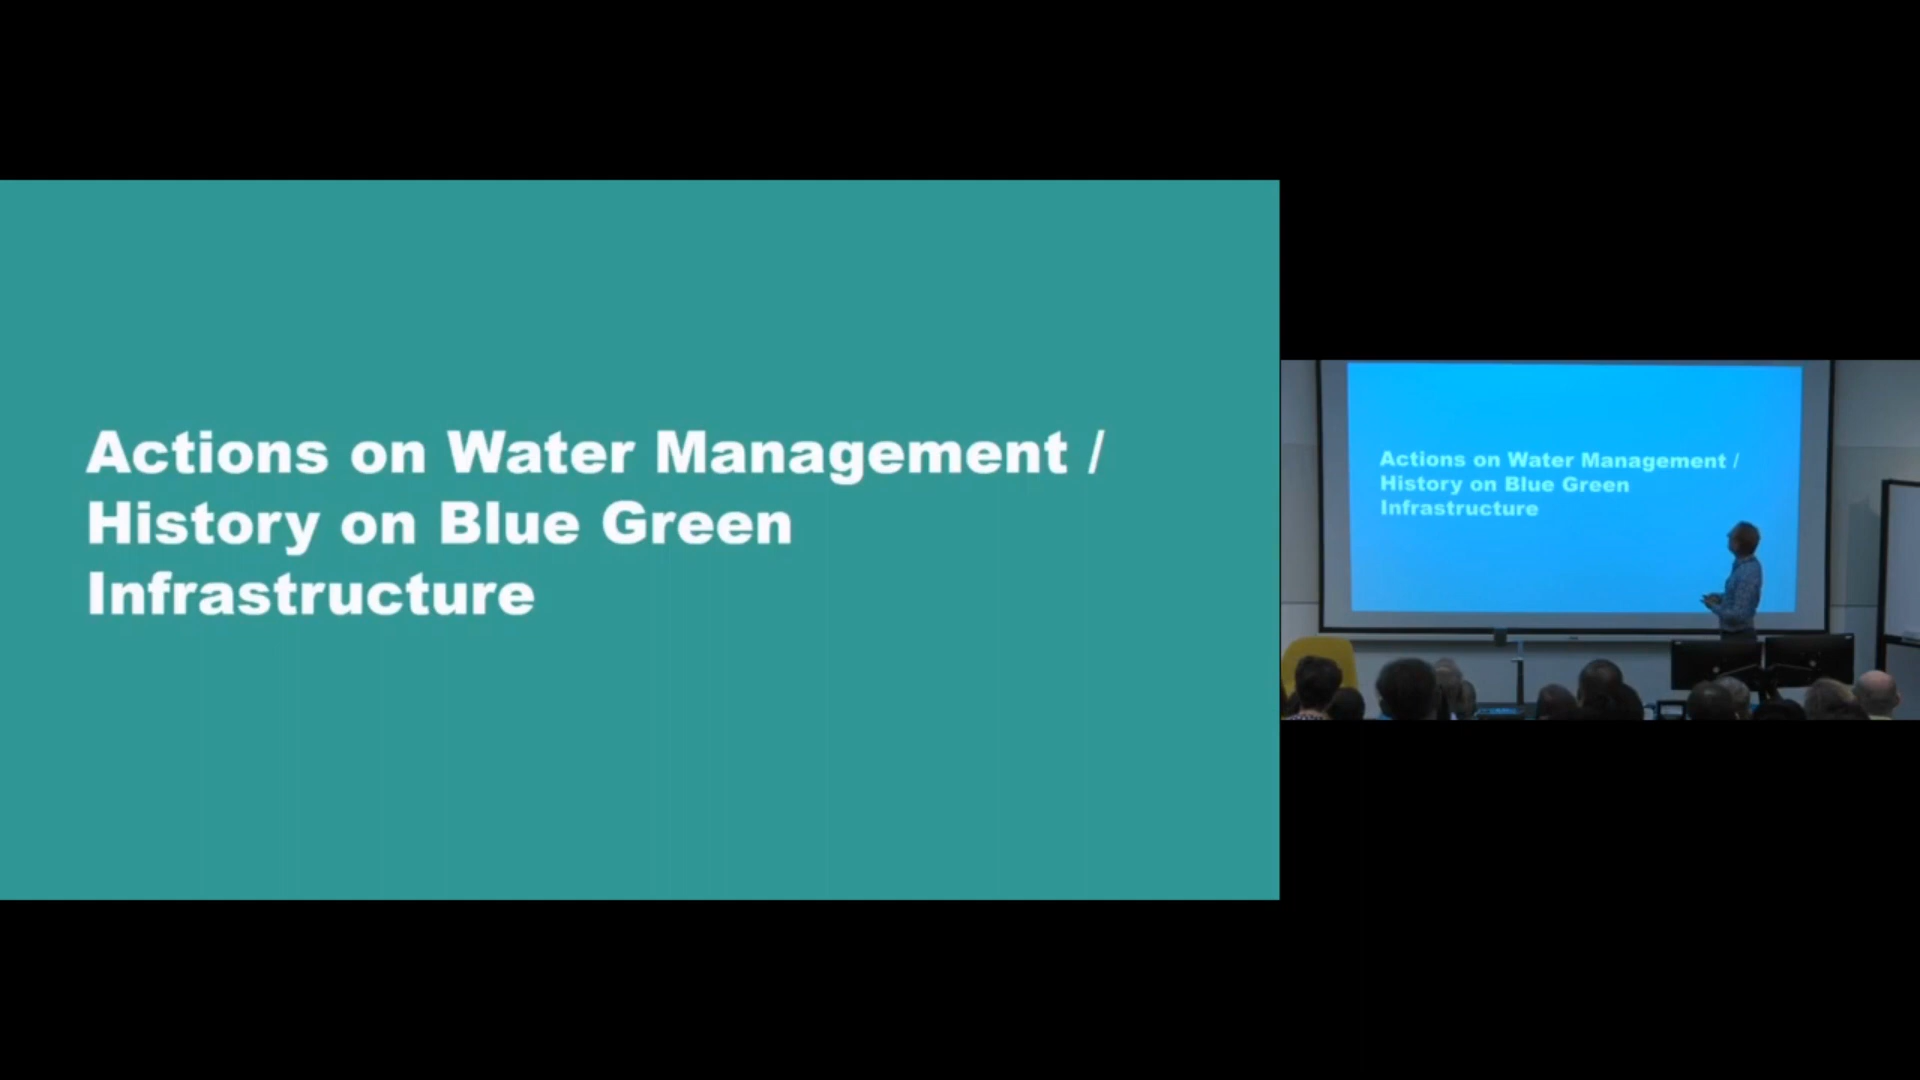 Actions on Water Management /
History on Blue Green
Infrastructure
Actions on Water Management /
History on Blue Green
Infrastructure